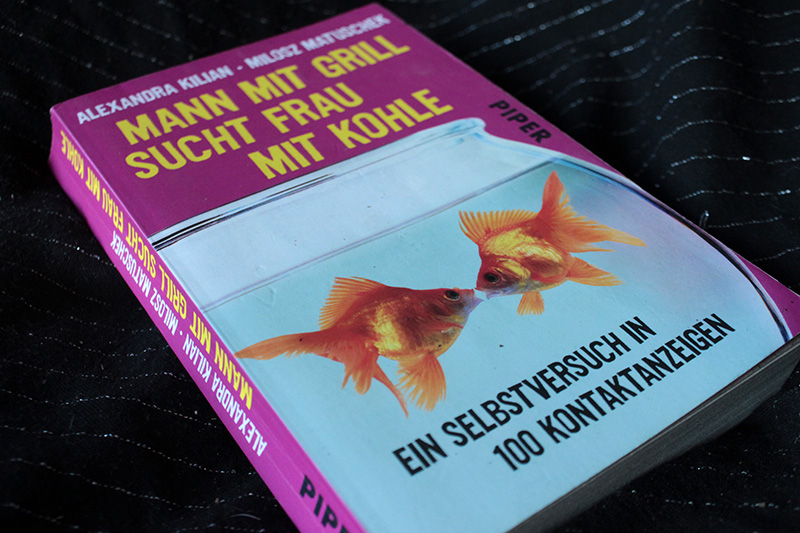 ALEXANDRA KILIAN · MILOSZ MATUSCHEK
MANN MIT GRILL
SUCHT FRAU
MIT KOHLE
PIPER
EIN SELBSTVERSUCH IN
100 KONTAKTANZEIGEN
ALEXANDRA KILIAN · MILOSZ MATUSCHEK
MANN MIT GRILL SUCHT FRAU MIT KOHLE
PIPER